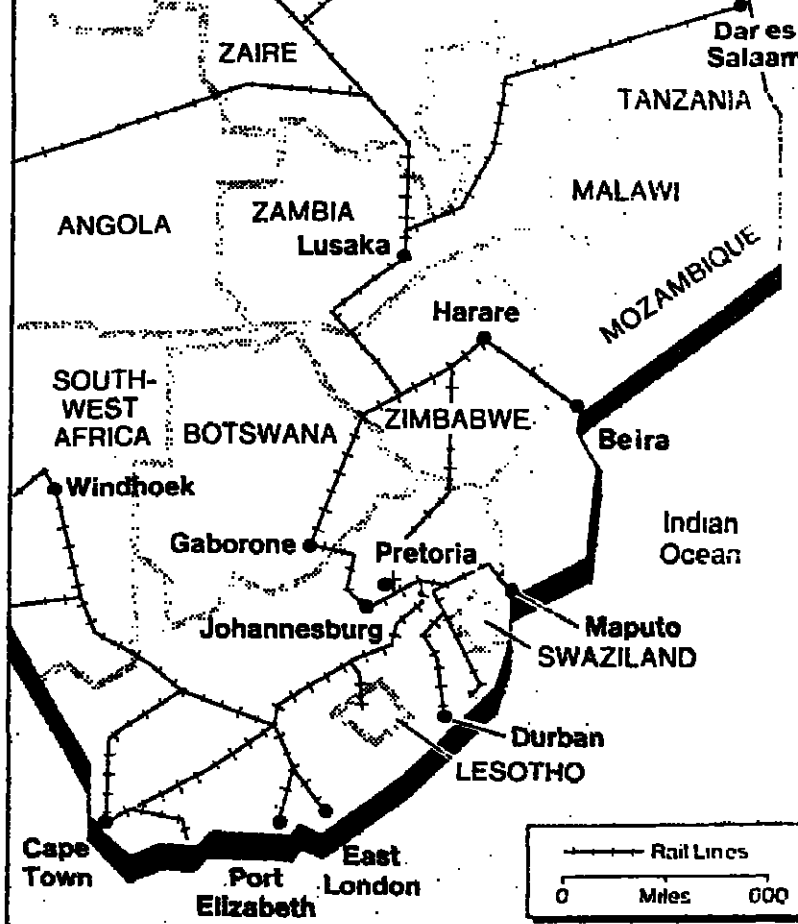 Dar es
Salaam
ZAIRE
TANZANIA
MALAWI
ANGOLA
ZAMBIA
Lusaka
MOZAMBIQUE
Harare
SOUTH-
WEST
AFRICA
BOTSWANA
ZIMBABWE
Beira
Windhoek
Indian
Ocean
Gaborone
Pretoria
Johannesburg
Maputo
SWAZILAND
Durban
LESOTHO
Cape
Town
Port
Elizabeth
East
London
Rail Lines
0 Miles 600